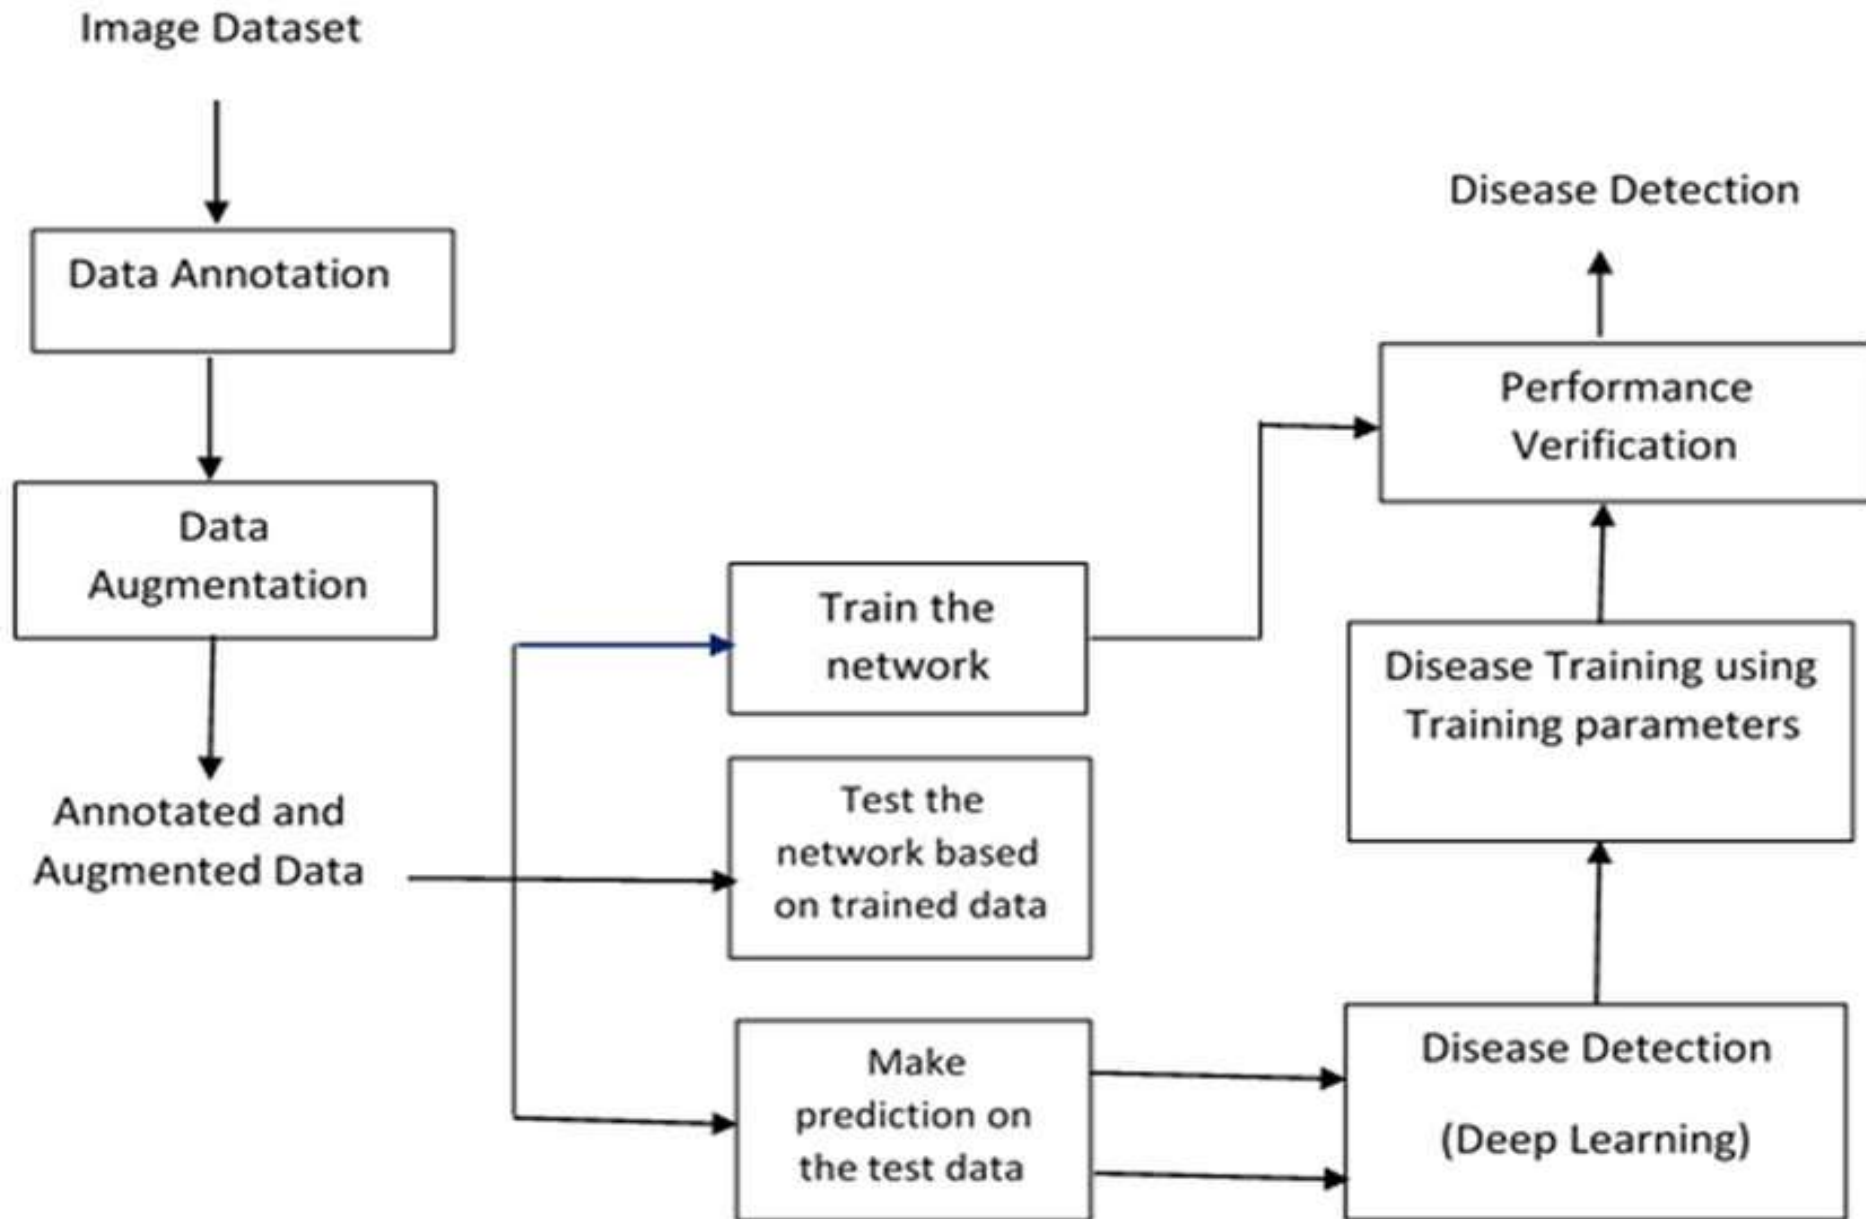 Image Dataset
Data Annotation
Data
Augmentation
Annotated and
Augmented Data
Train the
network
Test the
network based
on trained data
Make
prediction on
the test data
Disease Detection
Performance
Verification
Disease Training using
Training parameters
Disease Detection
(Deep Learning)